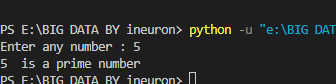 PS E:\BIG DATA BY ineuron> python -u "e:\BIG DAT
Enter any number : 5
5  is a prime number
PS E:\BIG DATA BY ineuron>